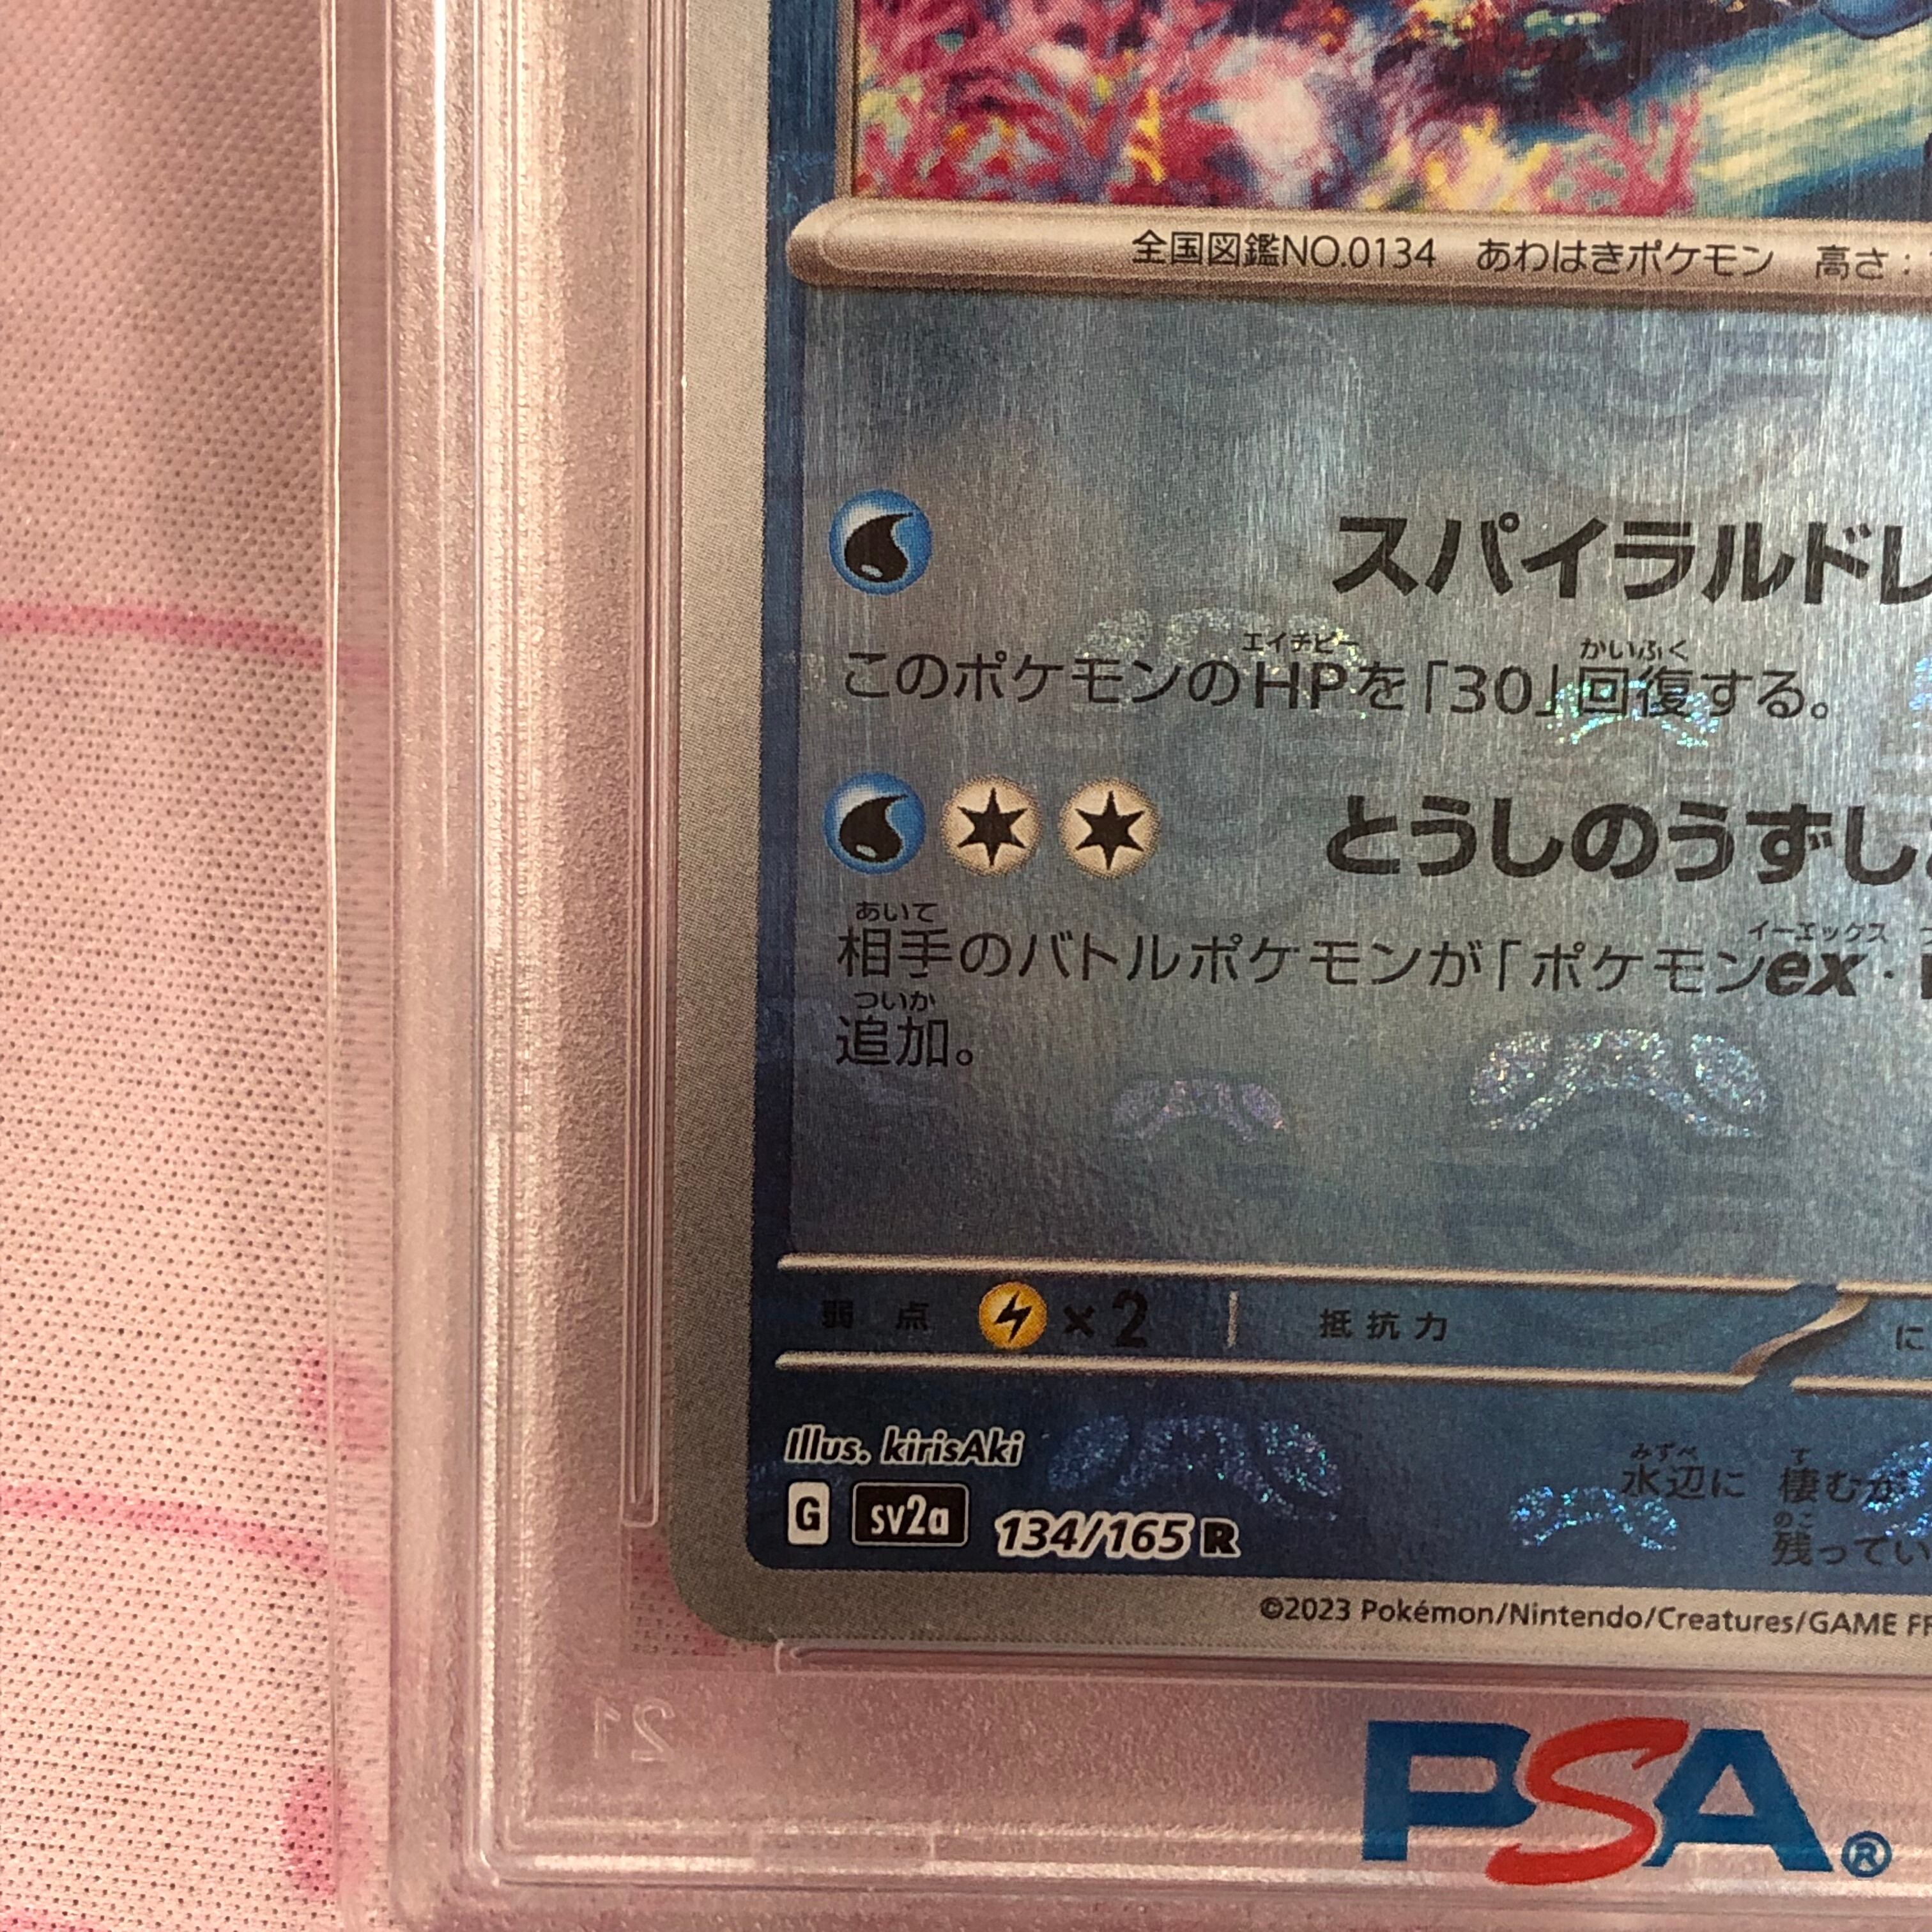 全国図鑑NO.0134 あわはきポケモン 高さ:
スパイラルド
エイチピー かいふく
このポケモンのHPを「30」回復する。
とうしのうずし
あいて イーエックス
相手のバトルポケモンが「ポケモンex・
ついか
追加。
弱点 ×2 抵抗力 に
Illus. kirisAki
みずべ す
水辺に 棲むが
G sv2a 134/165 R
のこ
残ってい
©2023 Pokémon/Nintendo/Creatures/GAME
21
PSA®